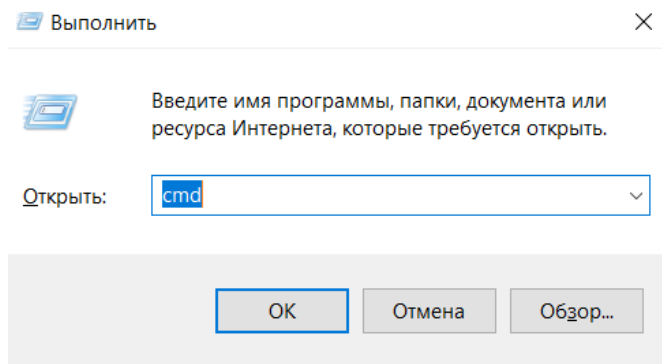 Выполнить
Введите имя программы, папки, документа или
ресурса Интернета, которые требуется открыть.
Открыть: cmd
ОК Отмена Обзор...